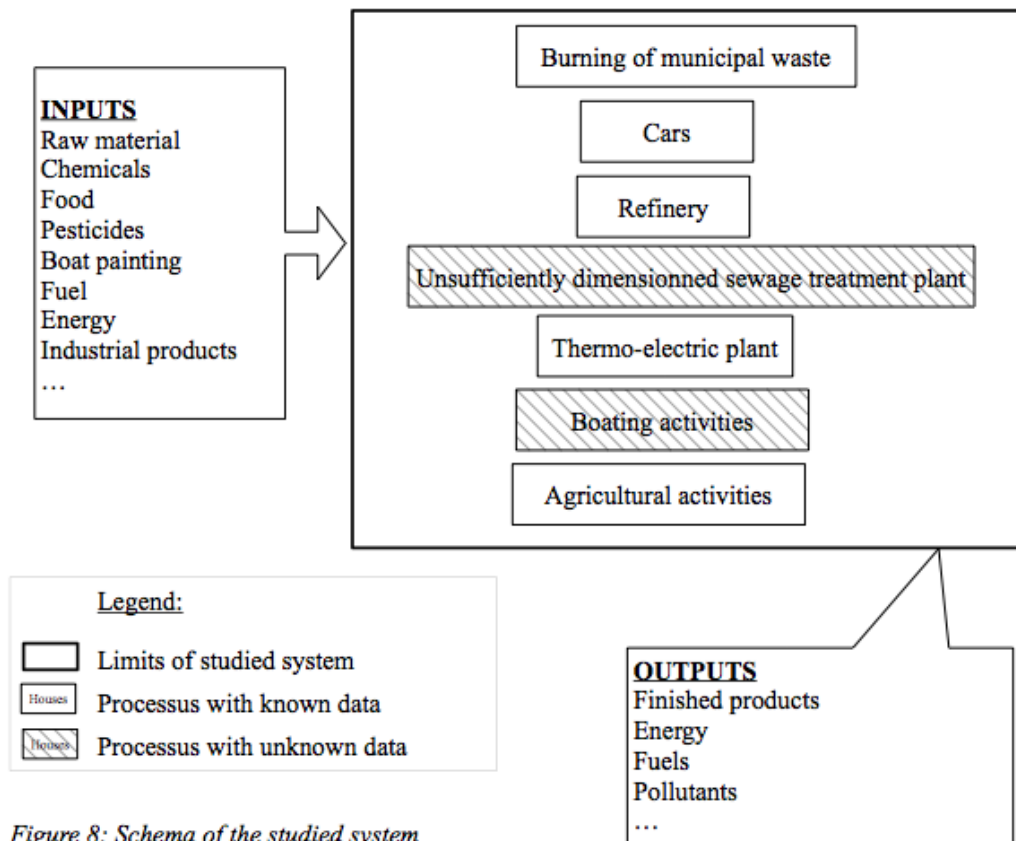 Burning of municipal waste
Cars
Refinery
Unsufficiently dimensionned sewage treatment plant
Thermo-electric plant
Boating activities
Agricultural activities
INPUTS
Raw material
Chemicals
Food
Pesticides
Boat painting
Fuel
Energy
Industrial products
…
Legend:
Limits of studied system
Houses Processus with known data
Houses Processus with unknown data
OUTPUTS
Finished products
Energy
Fuels
Pollutants
…
Figure 8: Schema of the studied system